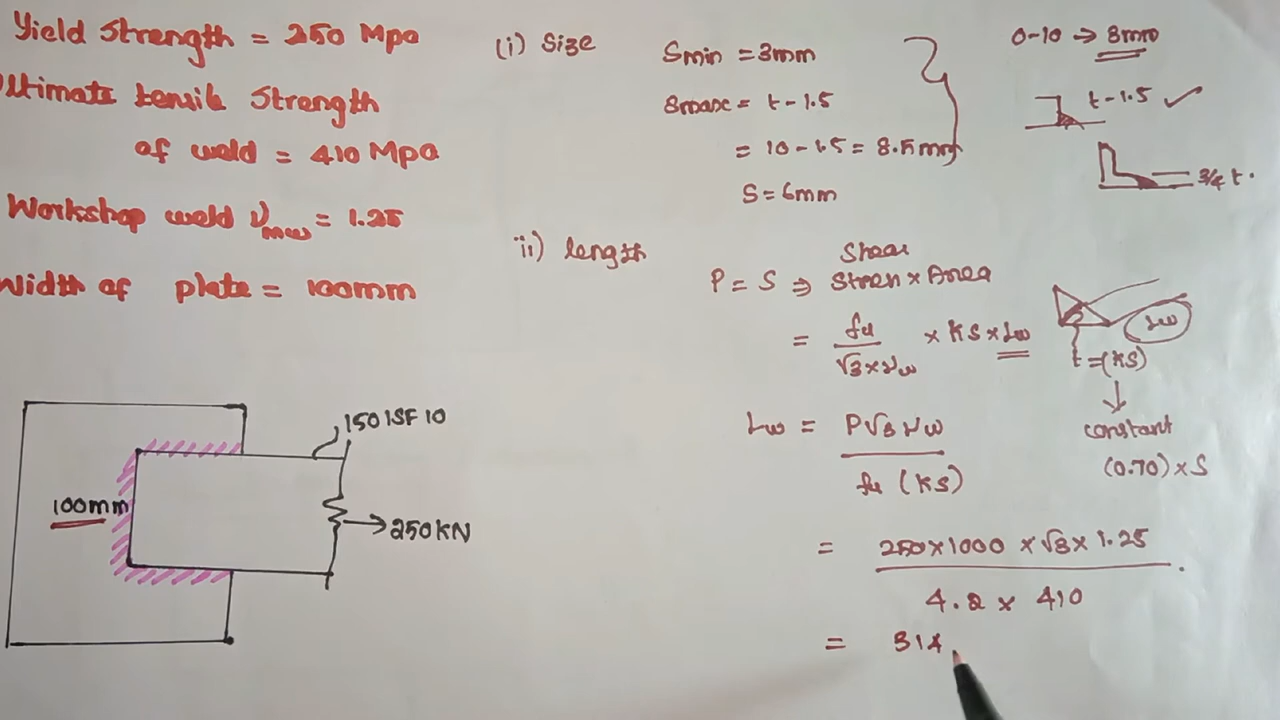 Yield Strength = 250 Mpa
Ultimate tensile Strength
of weld = 410 Mpa
Workshop weld γmw = 1.25
Width of plate = 100mm
(i) Size
Smin = 3mm
Smax = t - 1.5
= 10 - 1.5 = 8.5mm
S = 6mm
0-10 → 3mm
t - 1.5 ✓
3/4 t.
ii) length
Shear
P = S ⇒ Stress × Area
= fu / √3 × γw × KS × Lw
Lw
t = (KS)
constant
(0.70) × S
Lw = P√3 γw / fu (KS)
= 250×1000 × √3 × 1.25 / 4.2 × 410 .
= 314.
150 ISF 10
100mm
250KN